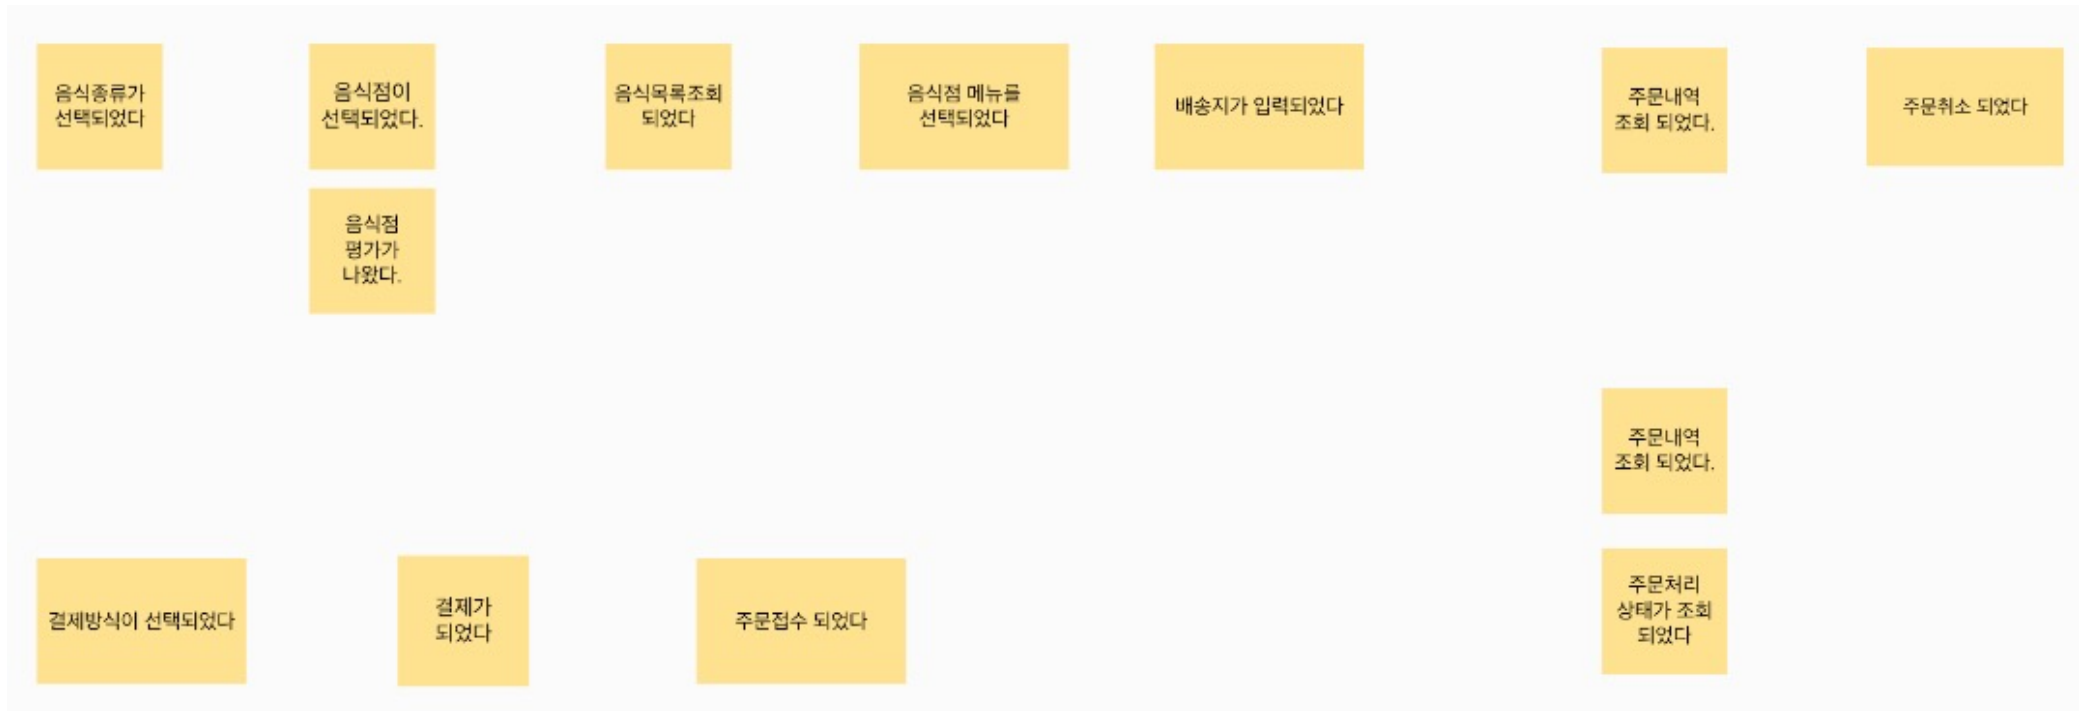 음식종류가
선택되었다
음식점이
선택되었다.
음식목록조회
되었다
음식점 메뉴를
선택되었다
배송지가 입력되었다
주문내역
조회 되었다.
주문취소 되었다
음식점
평가가
나왔다.
주문내역
조회 되었다.
결제방식이 선택되었다
결제가
되었다
주문접수 되었다
주문처리
상태가 조회
되었다